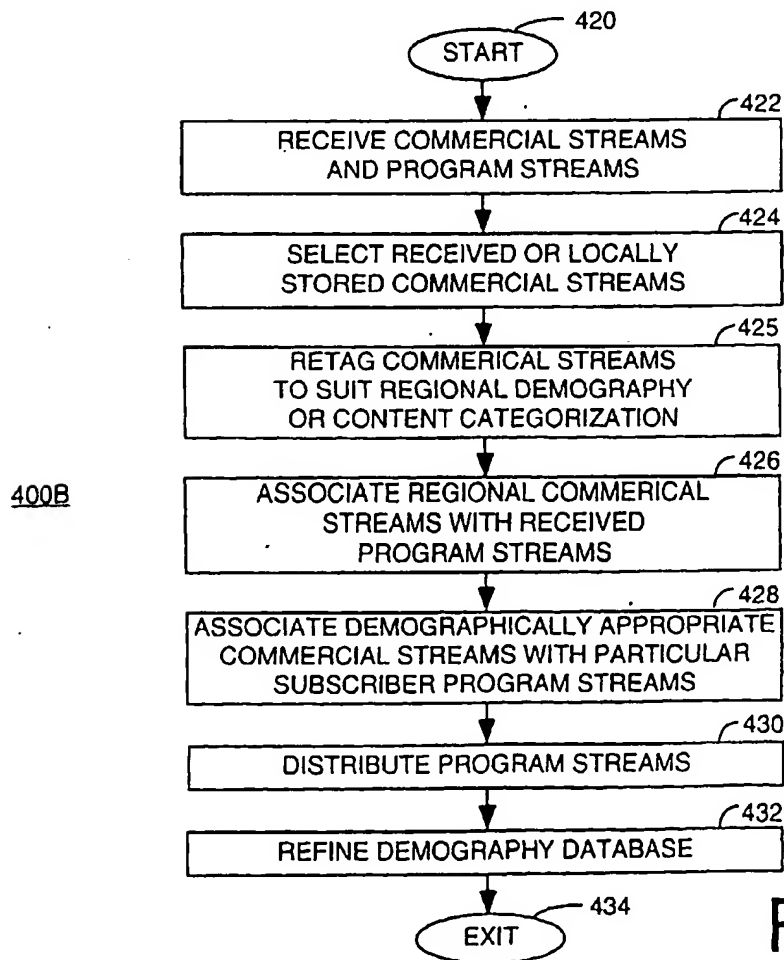 420
START
422
RECEIVE COMMERCIAL STREAMS
AND PROGRAM STREAMS
424
SELECT RECEIVED OR LOCALLY
STORED COMMERCIAL STREAMS
425
RETAG COMMERICAL STREAMS
TO SUIT REGIONAL DEMOGRAPHY
OR CONTENT CATEGORIZATION
426
400B
ASSOCIATE REGIONAL COMMERICAL
STREAMS WITH RECEIVED
PROGRAM STREAMS
428
ASSOCIATE DEMOGRAPHICALLY APPROPRIATE
COMMERCIAL STREAMS WITH PARTICULAR
SUBSCRIBER PROGRAM STREAMS
430
DISTRIBUTE PROGRAM STREAMS
432
REFINE DEMOGRAPHY DATABASE
434
EXIT